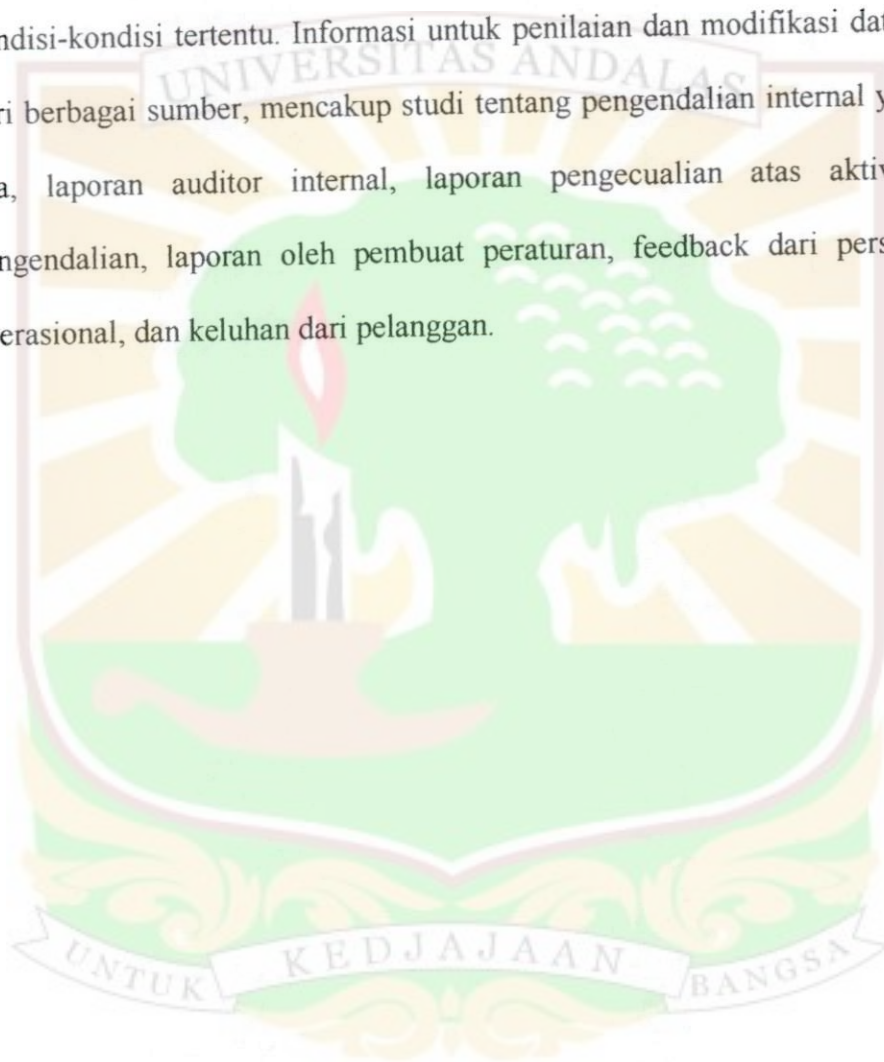 ndisi-kondisi tertentu. Informasi untuk penilaian dan modifikasi dat
UNIVERSITAS ANDALAS
ri berbagai sumber, mencakup studi tentang pengendalian internal y
a, laporan auditor internal, laporan pengecualian atas aktiv
ngendalian, laporan oleh pembuat peraturan, feedback dari pers
erasional, dan keluhan dari pelanggan.
UNTUK KEDJAJAAN BANGSA